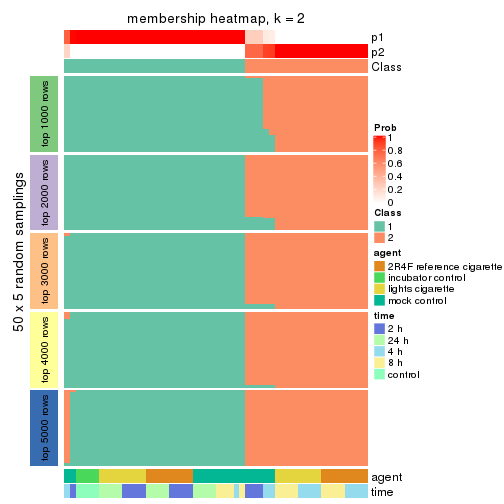 membership heatmap, k = 2
p1
p2
Class
50 x 5 random samplings
top 1000 rows
top 2000 rows
top 3000 rows
top 4000 rows
top 5000 rows
Prob
1
0.8
0.6
0.4
0.2
0
Class
1
2
agent
2R4F reference cigarette
incubator control
lights cigarette
mock control
time
2 h
24 h
4 h
8 h
control
agent
time